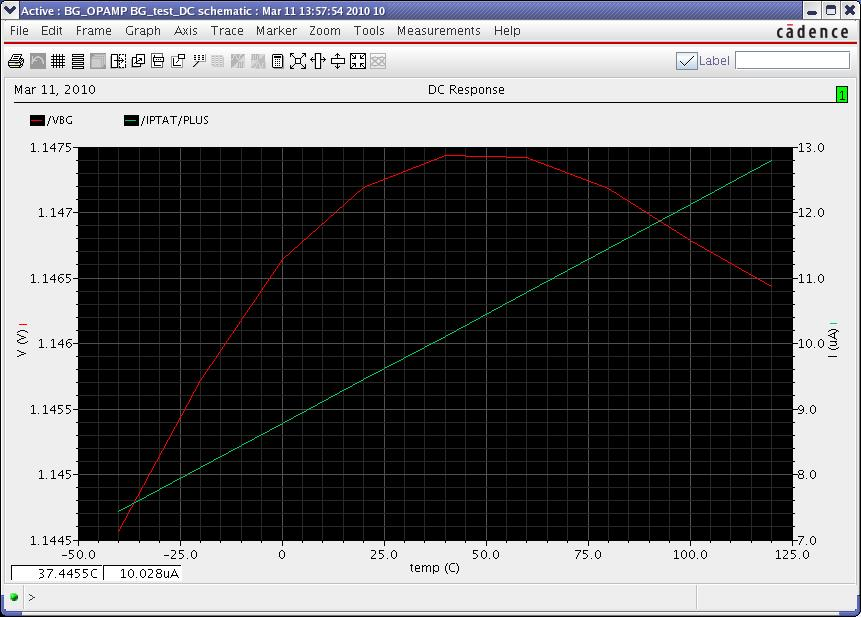 Active : BG_OPAMP BG_test_DC schematic : Mar 11 13:57:54 2010 10
File Edit Frame Graph Axis Trace Marker Zoom Tools Measurements Help
cādence
Label
Mar 11, 2010 DC Response 1
/VBG /IPTAT/PLUS
1.1475 13.0
1.147 12.0
1.1465 11.0
V (V) 1.146 10.0 I (uA)
1.1455 9.0
1.145 8.0
1.1445 7.0
-50.0 -25.0 0 25.0 50.0 75.0 100.0 125.0
temp (C)
37.4455C 10.028uA
>